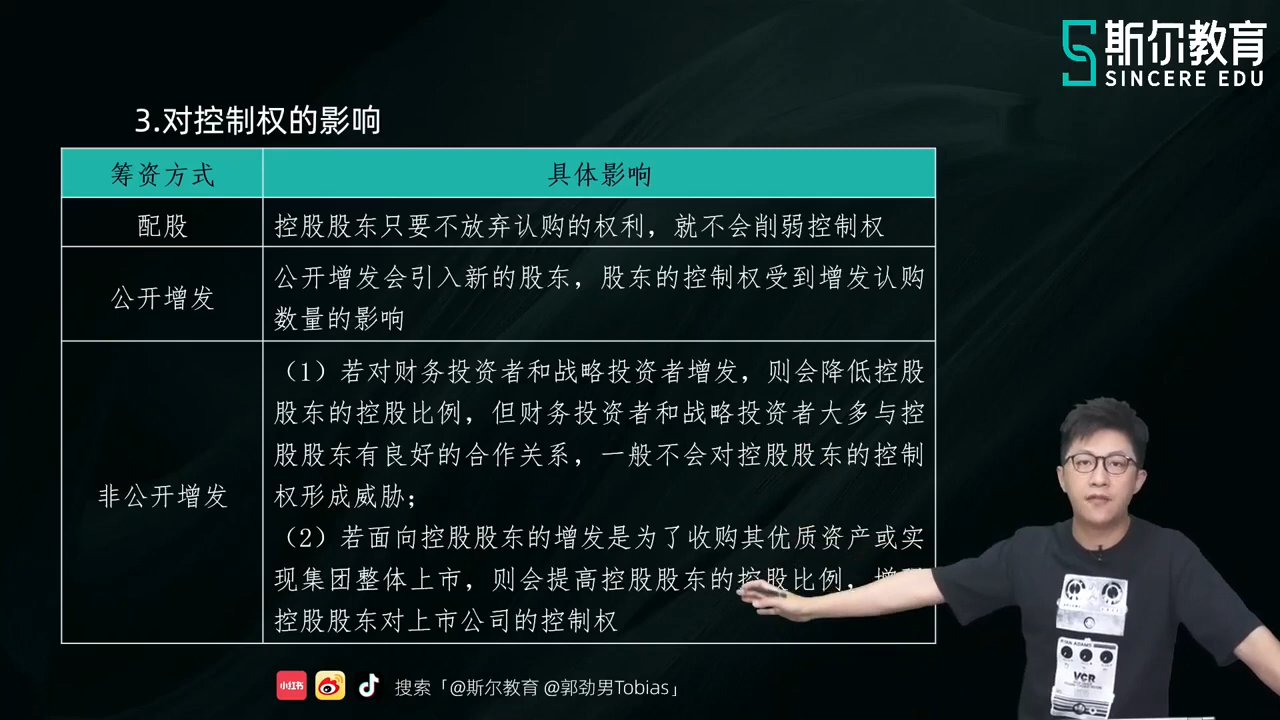 斯尔教育
SINCERE EDU
3.对控制权的影响
筹资方式
具体影响
配股
控股股东只要不放弃认购的权利，就不会削弱控制权
公开增发
公开增发会引入新的股东，股东的控制权受到增发认购
数量的影响
非公开增发
（1）若对财务投资者和战略投资者增发，则会降低控股
股东的控股比例，但财务投资者和战略投资者大多与控
股股东有良好的合作关系，一般不会对控股股东的控制
权形成威胁；
（2）若面向控股股东的增发是为了收购其优质资产或实
现集团整体上市，则会提高控股股东的控股比例，增强
控股股东对上市公司的控制权
小红书
搜索「@斯尔教育 @郭劲男Tobias」
VCR